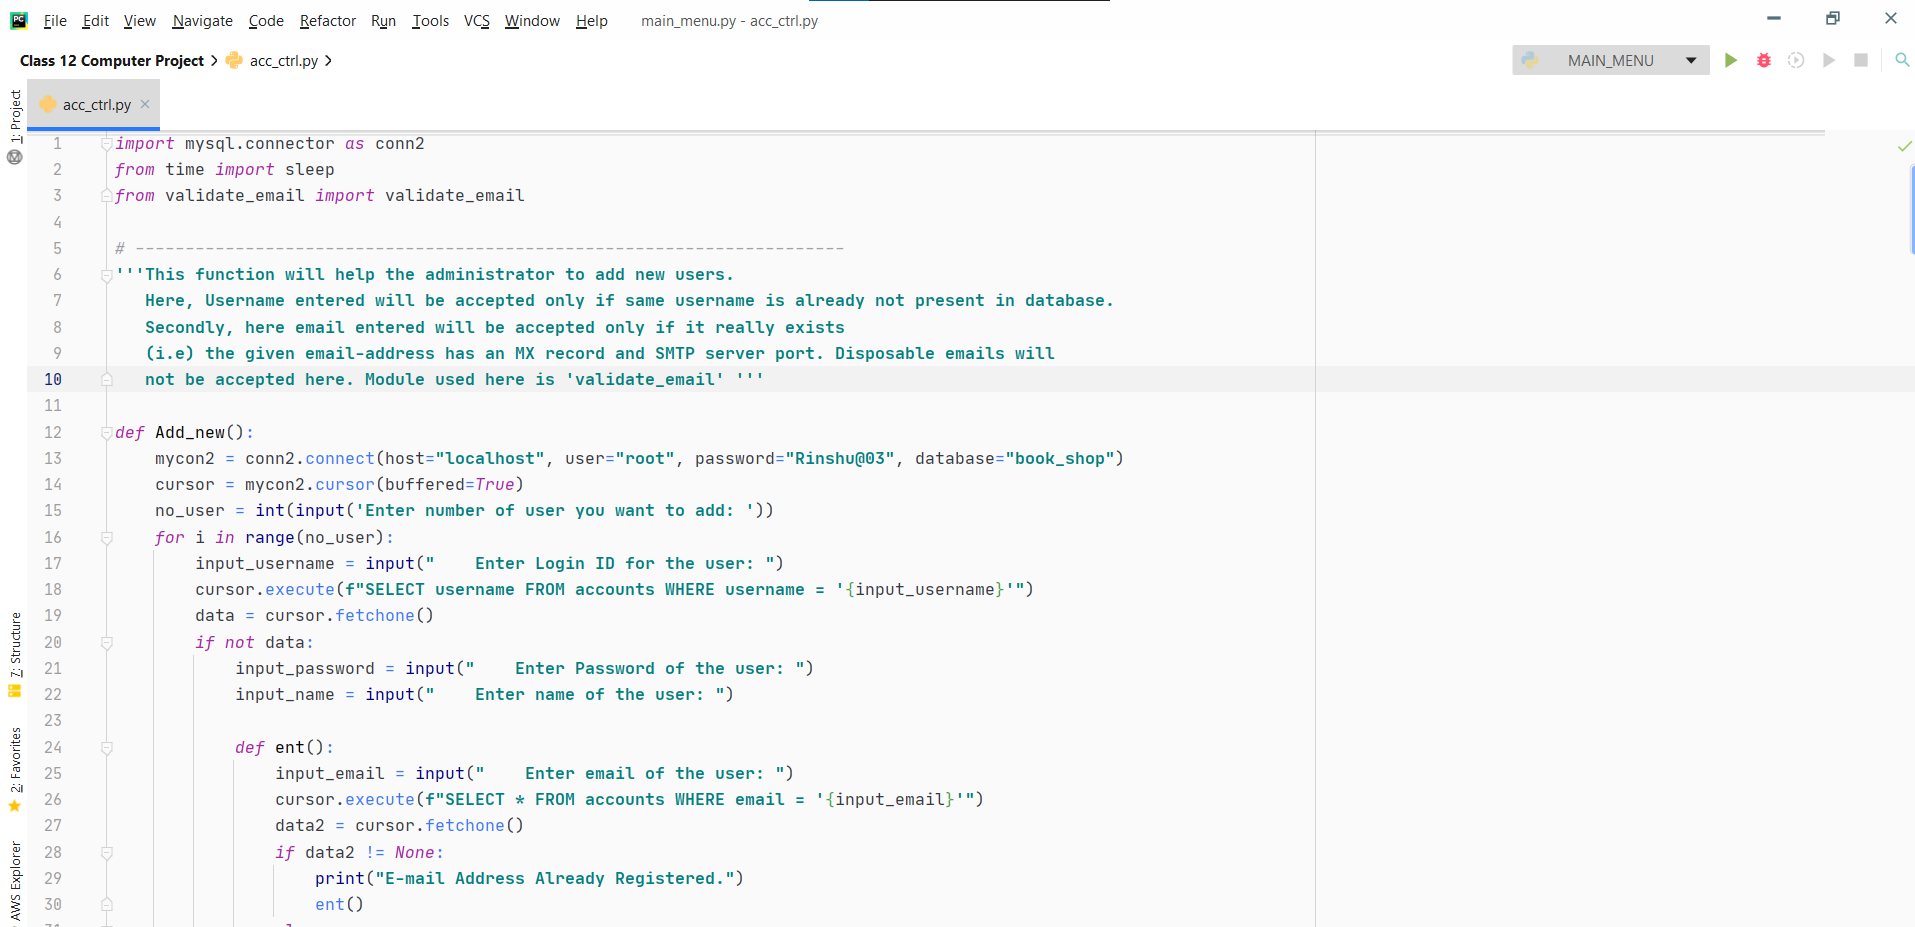 File Edit View Navigate Code Refactor Run Tools VCS Window Help main_menu.py - acc_ctrl.py
Class 12 Computer Project acc_ctrl.py MAIN_MENU
acc_ctrl.py
1: Project
7: Structure
2: Favorites
AWS Explorer
1 import mysql.connector as conn2
2 from time import sleep
3 from validate_email import validate_email
4
5 # -----------------------------------------------------------------------
6 '''This function will help the administrator to add new users.
7    Here, Username entered will be accepted only if same username is already not present in database.
8    Secondly, here email entered will be accepted only if it really exists
9    (i.e) the given email-address has an MX record and SMTP server port. Disposable emails will
10    not be accepted here. Module used here is 'validate_email' '''
11
12 def Add_new():
13     mycon2 = conn2.connect(host="localhost", user="root", password="Rinshu@03", database="book_shop")
14     cursor = mycon2.cursor(buffered=True)
15     no_user = int(input('Enter number of user you want to add: '))
16     for i in range(no_user):
17         input_username = input("    Enter Login ID for the user: ")
18         cursor.execute(f"SELECT username FROM accounts WHERE username = '{input_username}'")
19         data = cursor.fetchone()
20         if not data:
21             input_password = input("    Enter Password of the user: ")
22             input_name = input("    Enter name of the user: ")
23
24             def ent():
25                 input_email = input("    Enter email of the user: ")
26                 cursor.execute(f"SELECT * FROM accounts WHERE email = '{input_email}'")
27                 data2 = cursor.fetchone()
28                 if data2 != None:
29                     print("E-mail Address Already Registered.")
30                     ent()